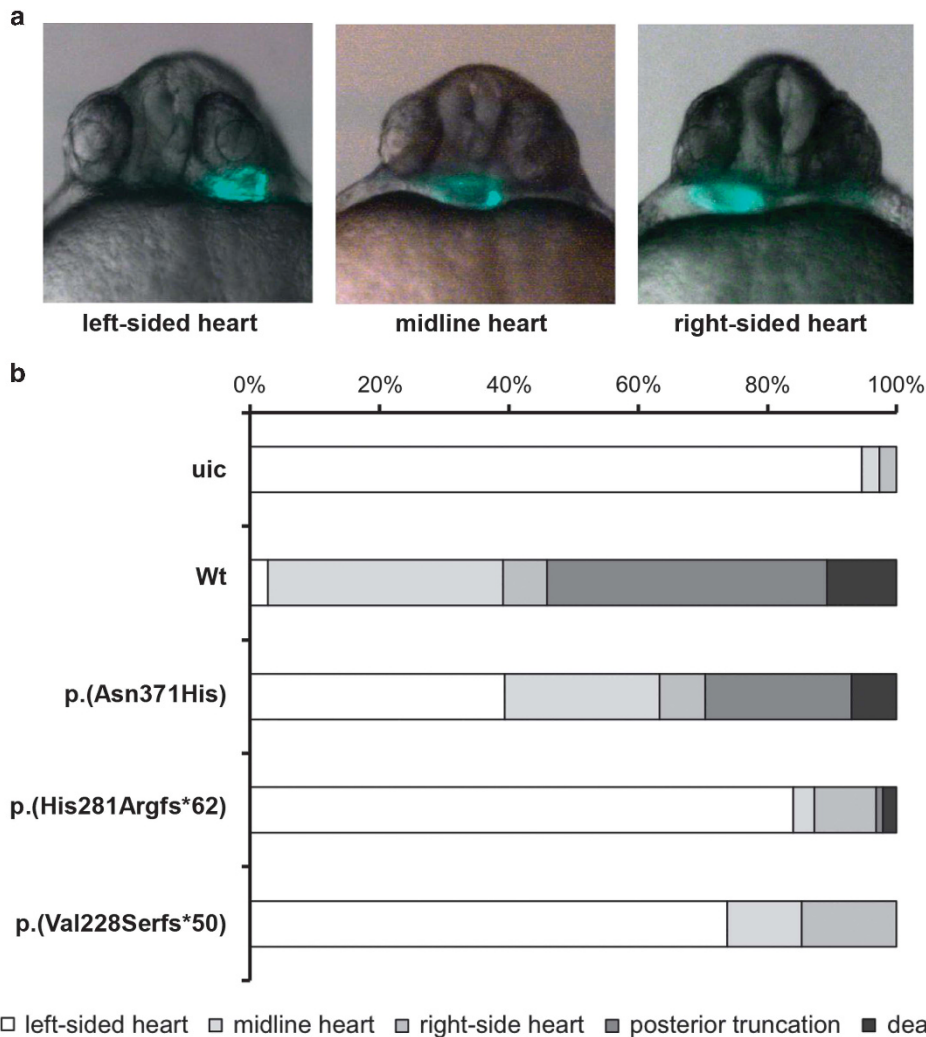 a
left-sided heart midline heart right-sided heart
b
0% 20% 40% 60% 80% 100%
uic
Wt
p.(Asn371His)
p.(His281Argfs*62)
p.(Val228Serfs*50)
left-sided heart midline heart right-side heart posterior truncation